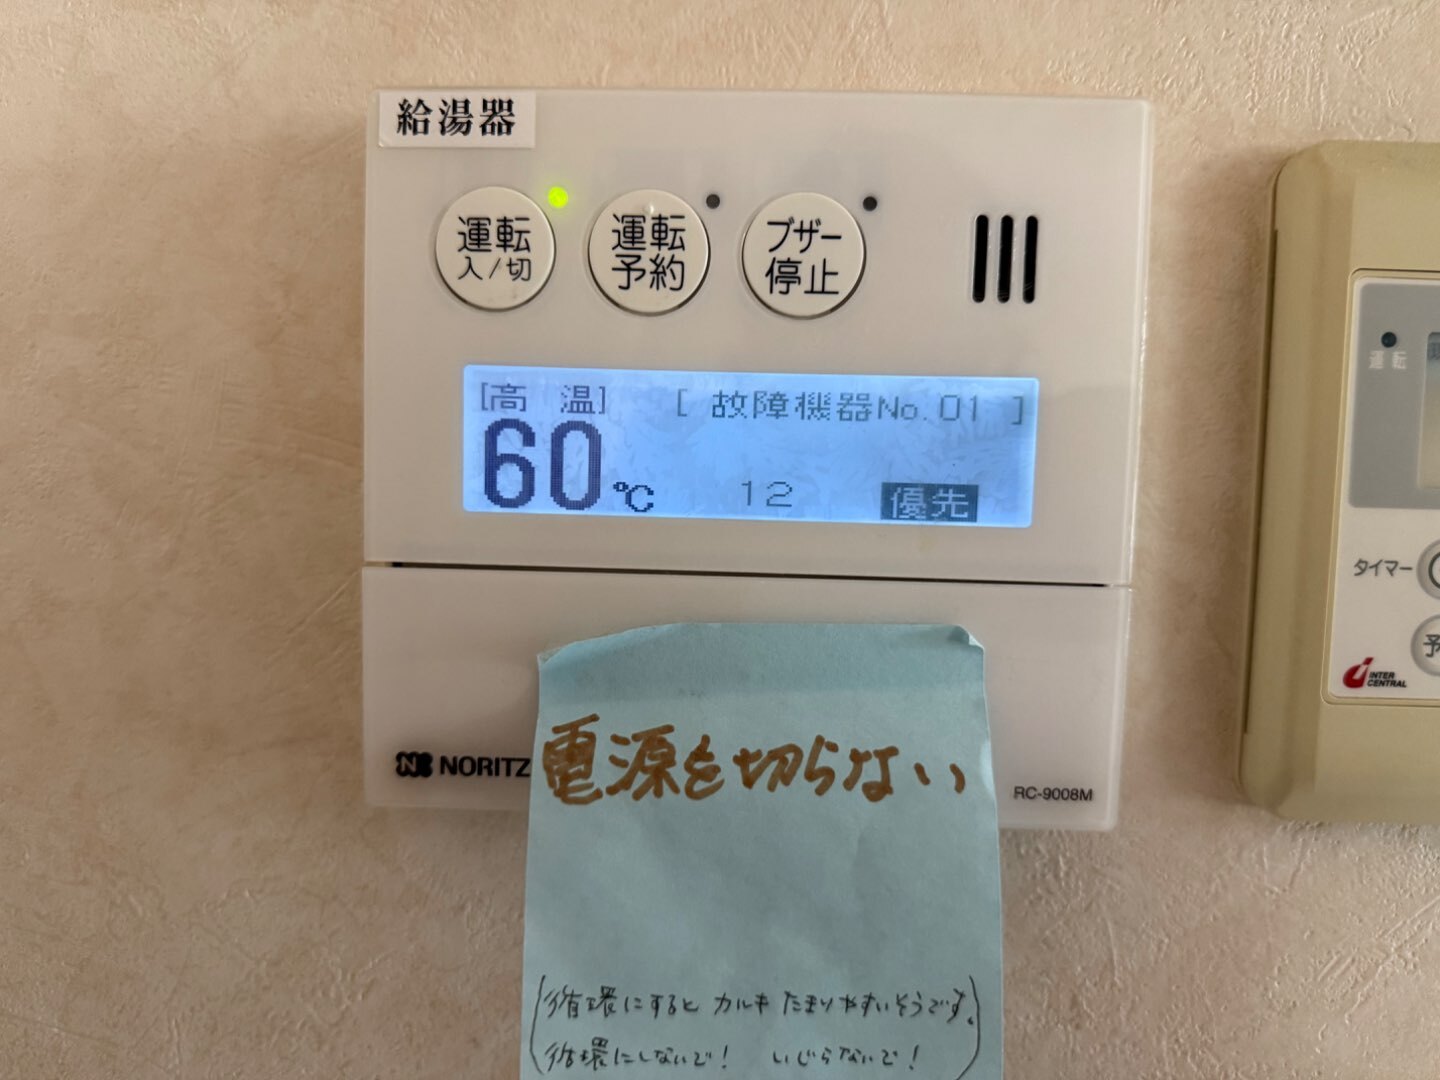 給湯器
運転
入/切
運転
予約
ブザー
停止
[高 温] [ 故障機器No.01 ]
60℃ 12 優先
NORITZ
RC-9008M
電源を切らない
(循環にするとカルキたまりやすいそうです。
循環にしないで! いじらないで!)
運転
タイマー
予
INTER
CENTRAL